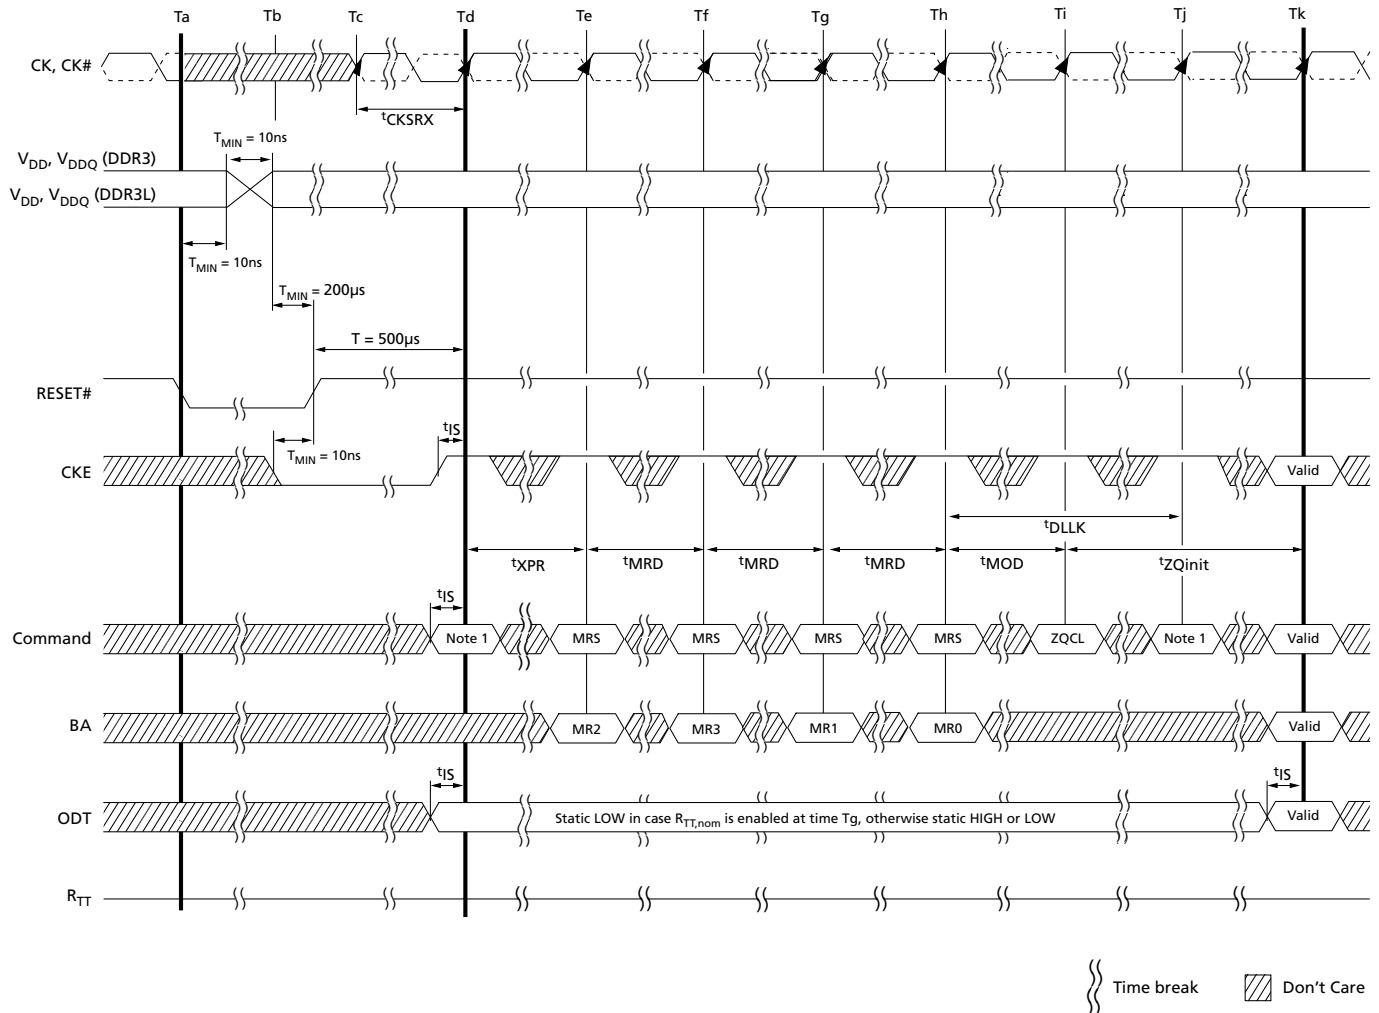 Ta Tb Tc Td Te Tf Tg Th Ti Tj Tk
CK, CK#
tCKSRX
TMIN = 10ns
VDD, VDDQ (DDR3)
VDD, VDDQ (DDR3L)
TMIN = 10ns
TMIN = 200µs
T = 500µs
RESET#
tIS
TMIN = 10ns
CKE
Valid
tDLLK
tXPR tMRD tMRD tMRD tMOD tZQinit
tIS
Command Note 1 MRS MRS MRS MRS ZQCL Note 1 Valid
BA MR2 MR3 MR1 MR0 Valid
tIS tIS
ODT Static LOW in case RTT,nom is enabled at time Tg, otherwise static HIGH or LOW Valid
RTT
Time break Don't Care